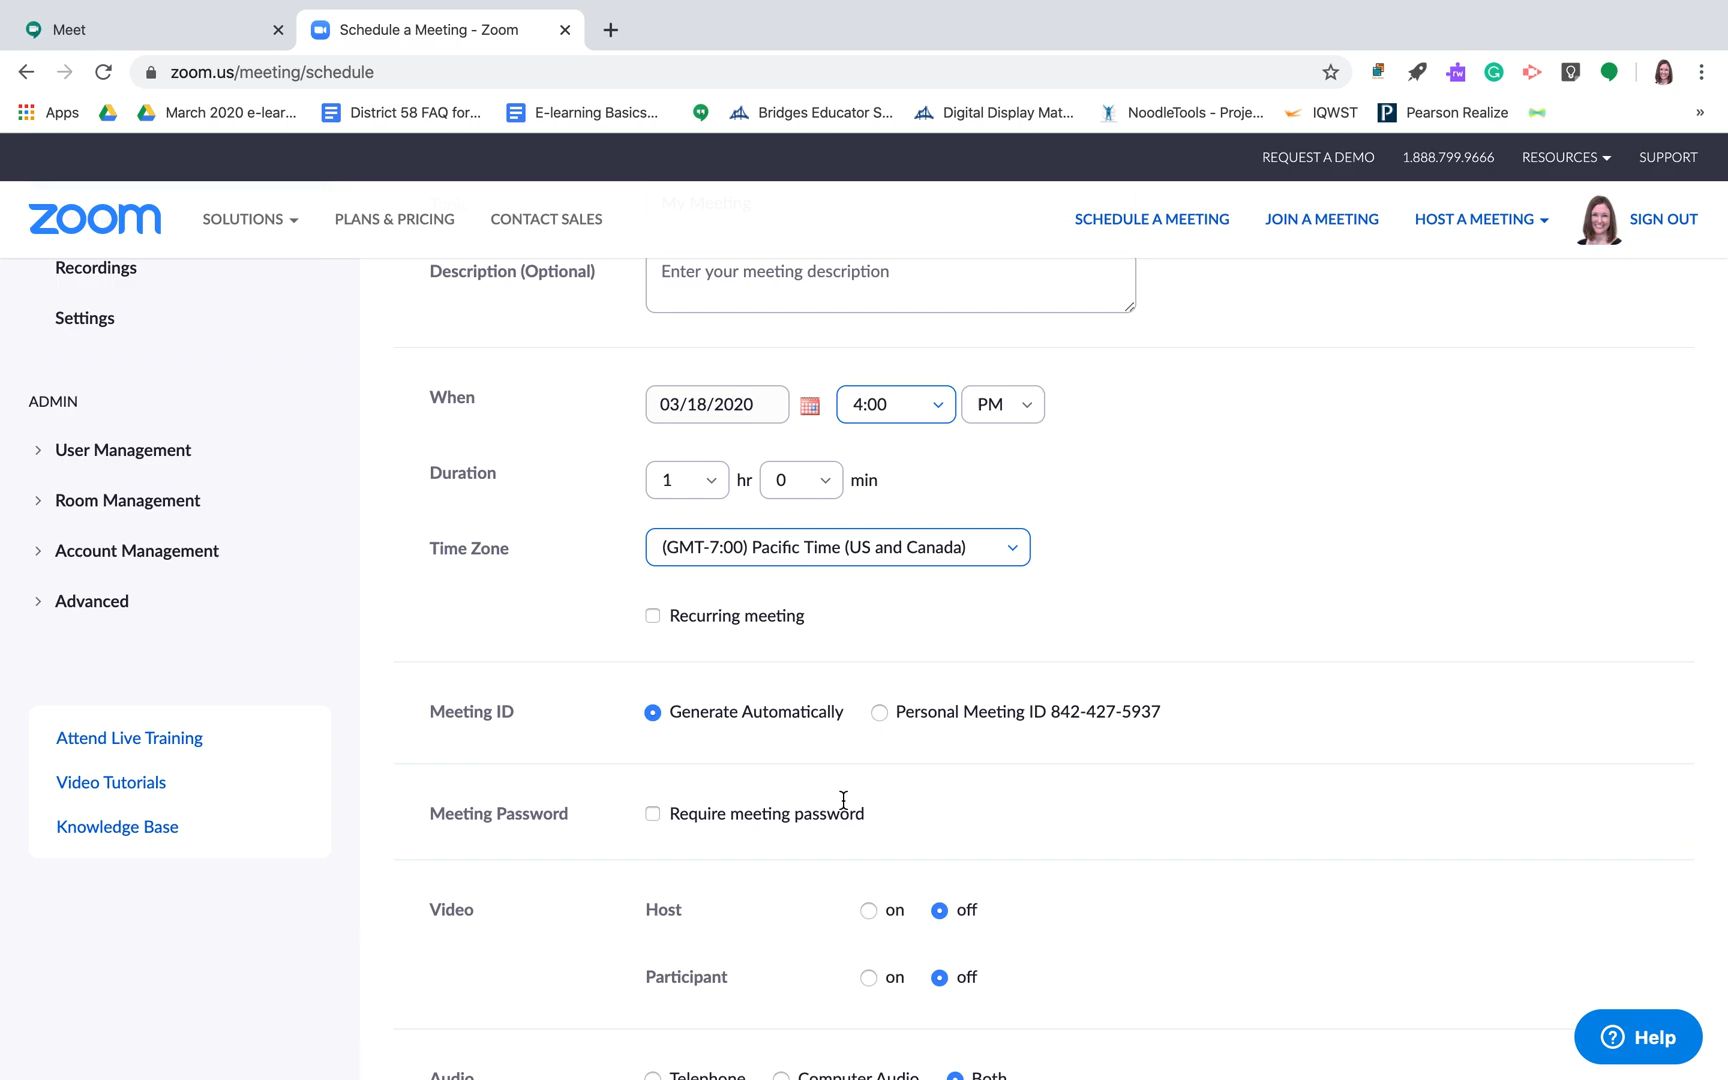 Meet
Schedule a Meeting - Zoom
zoom.us/meeting/schedule
Apps
March 2020 e-lear...
District 58 FAQ for...
E-learning Basics...
Bridges Educator S...
Digital Display Mat...
NoodleTools - Proje...
IQWST
Pearson Realize
»
REQUEST A DEMO
1.888.799.9666
RESOURCES
SUPPORT
zoom
SOLUTIONS
PLANS & PRICING
CONTACT SALES
My Meeting
SCHEDULE A MEETING
JOIN A MEETING
HOST A MEETING
SIGN OUT
Recordings
Settings
ADMIN
User Management
Room Management
Account Management
Advanced
Attend Live Training
Video Tutorials
Knowledge Base
Description (Optional)
Enter your meeting description
When
03/18/2020
4:00
PM
Duration
1 hr 0 min
Time Zone
(GMT-7:00) Pacific Time (US and Canada)
Recurring meeting
Meeting ID
Generate Automatically
Personal Meeting ID 842-427-5937
Meeting Password
Require meeting password
Video
Host
on
off
Participant
on
off
Audio
Telephone
Computer Audio
Both
Help